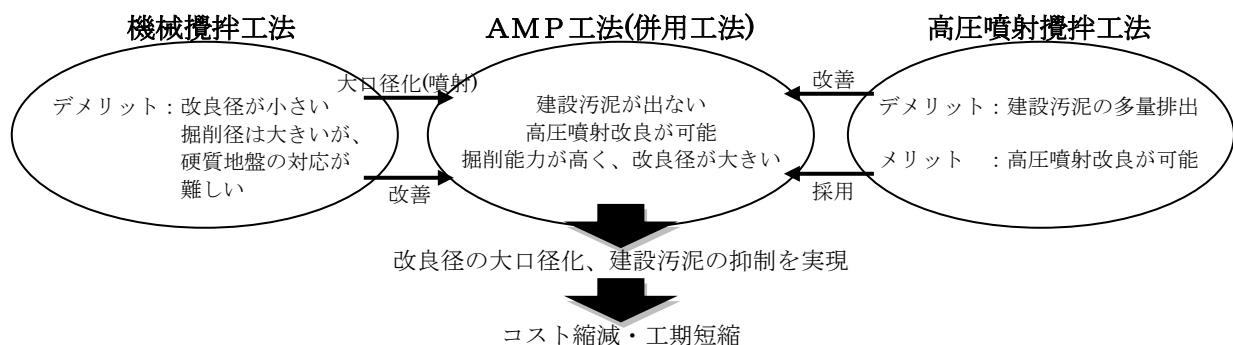 機械攪拌工法
AMP工法(併用工法)
高圧噴射攪拌工法
デメリット：改良径が小さい
掘削径は大きいが、
硬質地盤の対応が
難しい
大口径化(噴射)
改善
建設汚泥が出ない
高圧噴射改良が可能
掘削能力が高く、改良径が大きい
改善
採用
デメリット：建設汚泥の多量排出
メリット　：高圧噴射改良が可能
改良径の大口径化、建設汚泥の抑制を実現
コスト縮減・工期短縮